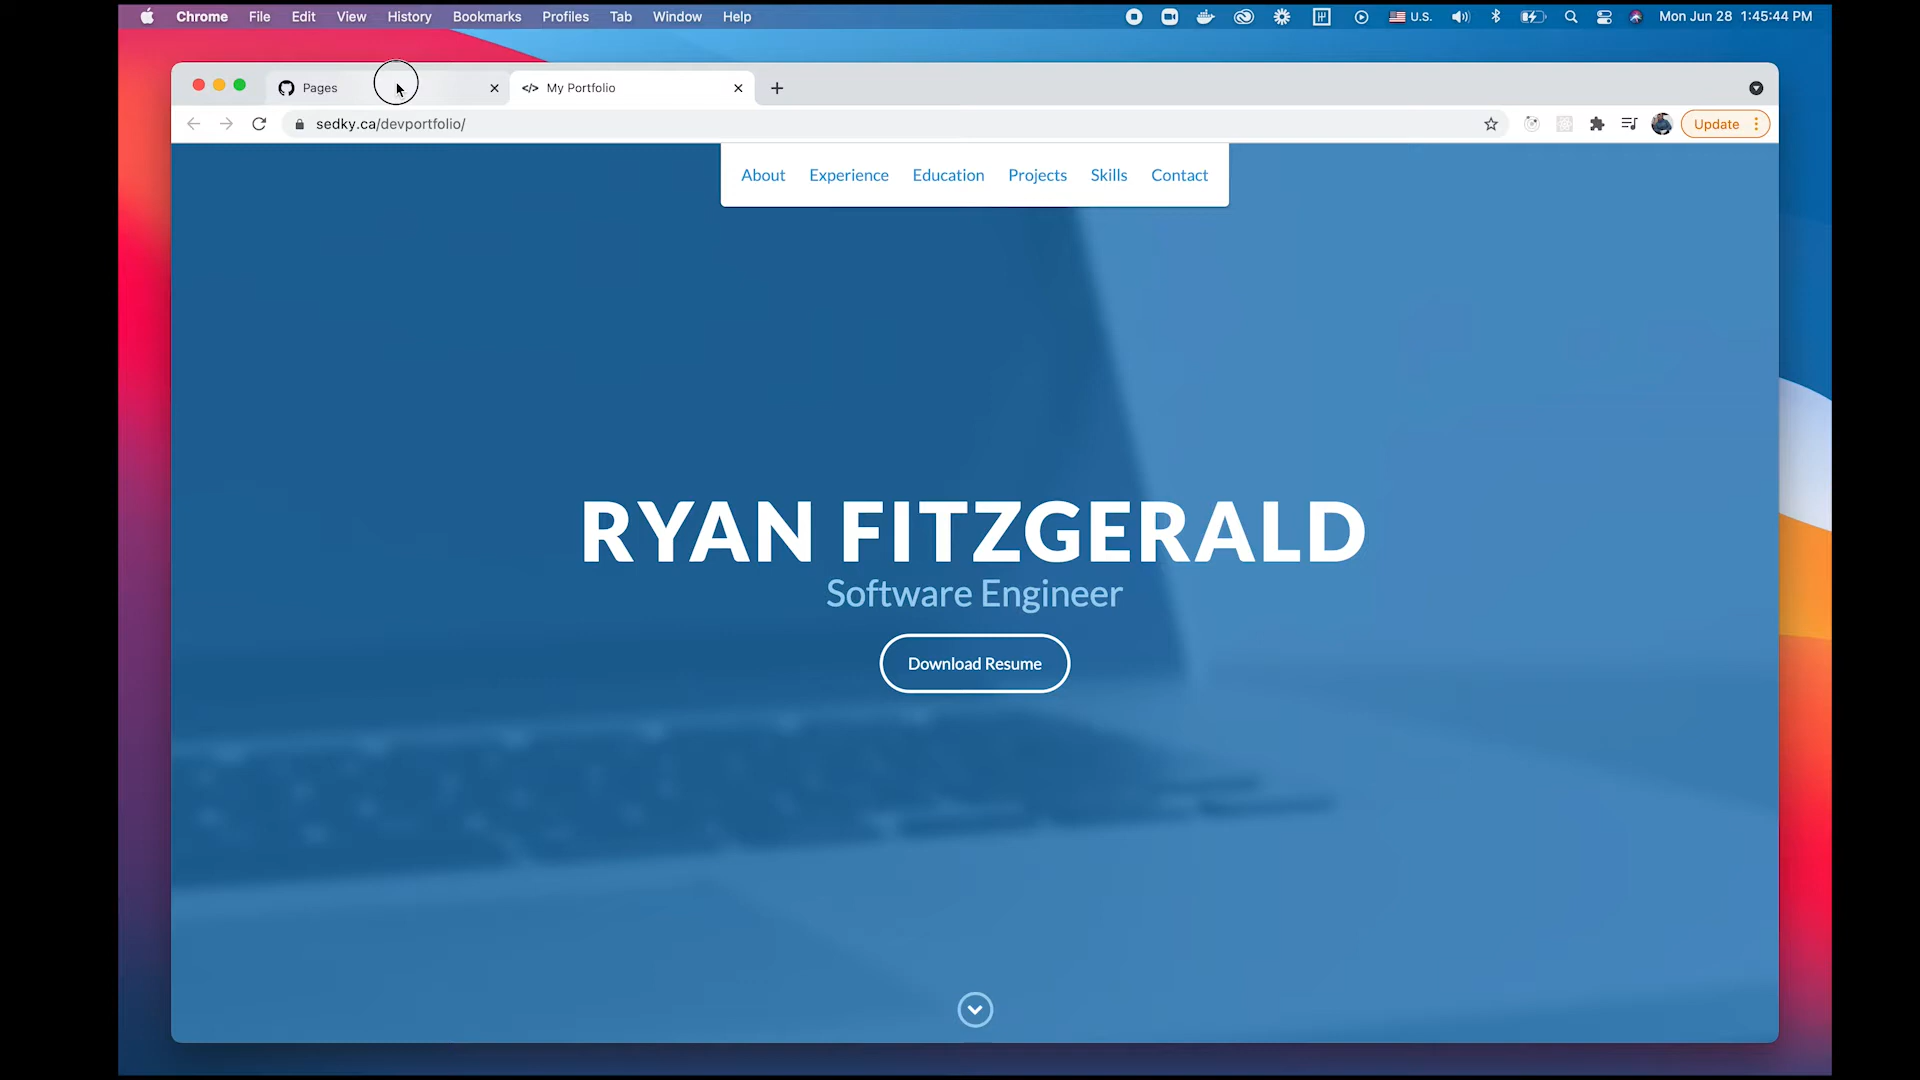 Chrome File Edit View History Bookmarks Profiles Tab Window Help U.S. Mon Jun 28 1:45:44 PM
Pages </> My Portfolio
sedky.ca/devportfolio/ Update
About Experience Education Projects Skills Contact
RYAN FITZGERALD
Software Engineer
Download Resume